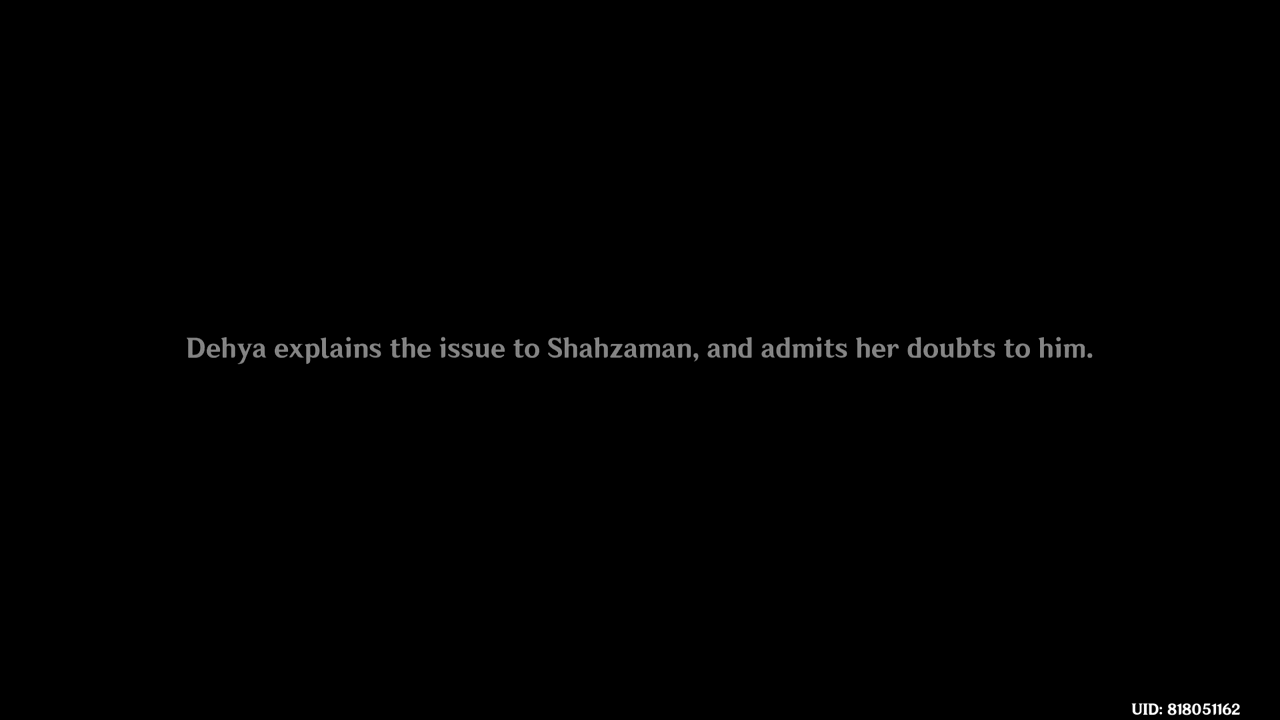 Dehya explains the issue to Shahzaman, and admits her doubts to him.
UID: 818051162